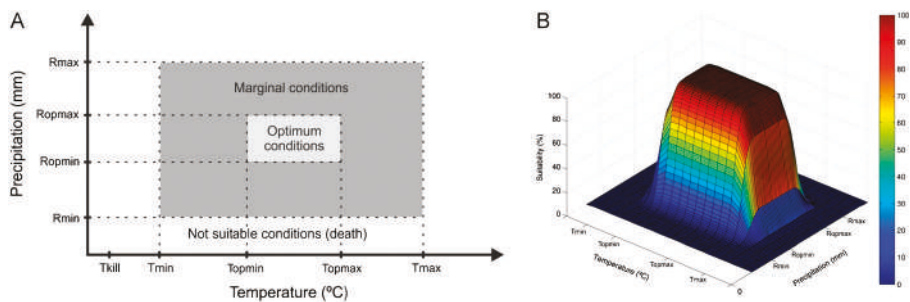 A
Precipitation (mm)
Rmax
Ropmax
Ropmin
Rmin
Marginal conditions
Optimum
conditions
Not suitable conditions (death)
Tkill
Tmin
Topmin
Topmax
Tmax
Temperature (ºC)
B
Suitability (%)
100
80
60
40
20
0
Tmin
Topmin
Topmax
Tmax
Temperature (ºC)
0
Rmin
Ropmin
Ropmax
Rmax
Precipitation (mm)
100
90
80
70
60
50
40
30
20
10
0